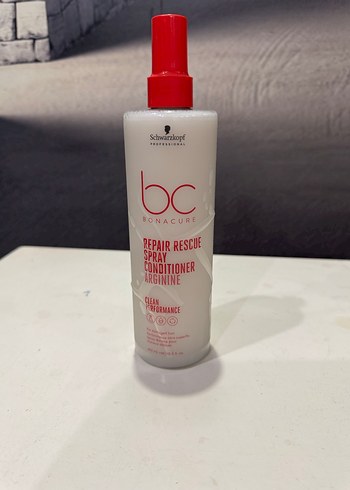 Schwarzkopf
PROFESSIONAL
bc
BONACURE
REPAIR RESCUE
SPRAY
CONDITIONER
ARGININE
CLEAN
PERFORMANCE